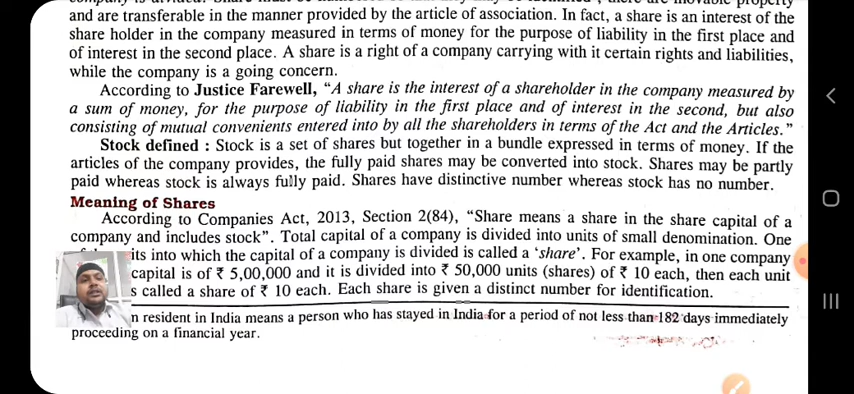 and are transferable in the manner provided by the article of association. In fact, a share is an interest of the
share holder in the company measured in terms of money for the purpose of liability in the first place and
of interest in the second place. A share is a right of a company carrying with it certain rights and liabilities,
while the company is a going concern.
According to Justice Farewell, “A share is the interest of a shareholder in the company measured by
a sum of money, for the purpose of liability in the first place and of interest in the second, but also
consisting of mutual convenients entered into by all the shareholders in terms of the Act and the Articles.”
Stock defined : Stock is a set of shares but together in a bundle expressed in terms of money. If the
articles of the company provides, the fully paid shares may be converted into stock. Shares may be partly
paid whereas stock is always fully paid. Shares have distinctive number whereas stock has no number.
Meaning of Shares
According to Companies Act, 2013, Section 2(84), “Share means a share in the share capital of a
company and includes stock”. Total capital of a company is divided into units of small denomination. One
its into which the capital of a company is divided is called a ‘share’. For example, in one company
capital is of ₹ 5,00,000 and it is divided into ₹ 50,000 units (shares) of ₹ 10 each, then each unit
s called a share of ₹ 10 each. Each share is given a distinct number for identification.
n resident in India means a person who has stayed in India for a period of not less than 182 days immediately
proceeding on a financial year.